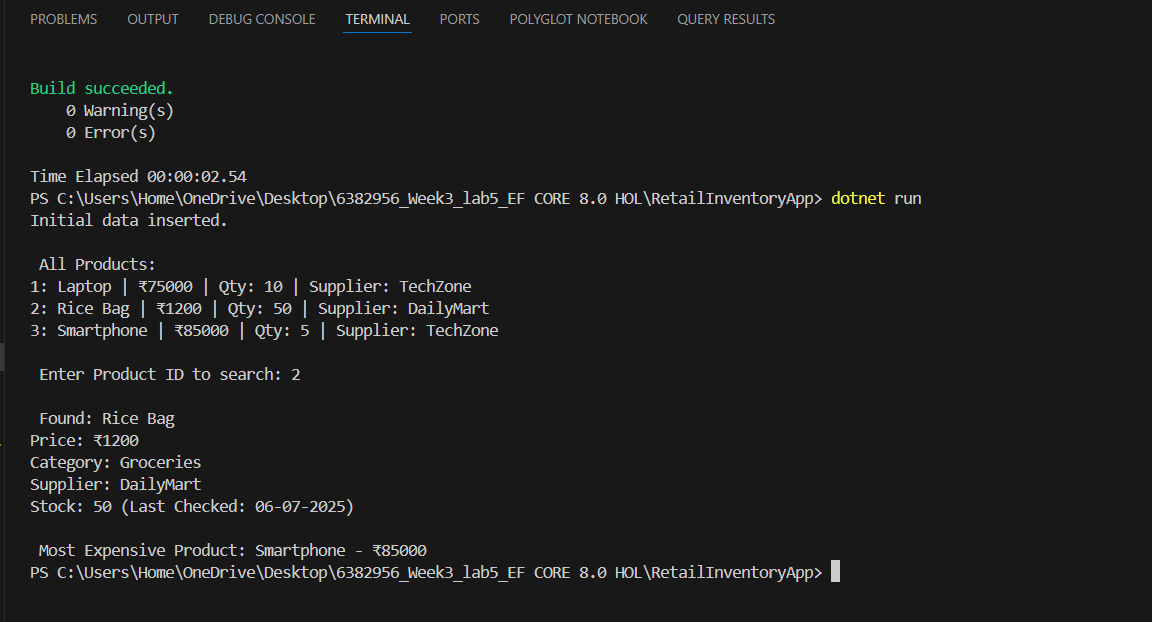 PROBLEMS OUTPUT DEBUG CONSOLE TERMINAL PORTS POLYGLOT NOTEBOOK QUERY RESULTS
Build succeeded.
0 Warning(s)
0 Error(s)
Time Elapsed 00:00:02.54
PS C:\Users\Home\OneDrive\Desktop\6382956_Week3_lab5_EF CORE 8.0 HOL\RetailInventoryApp> dotnet run
Initial data inserted.
All Products:
1: Laptop | ₹75000 | Qty: 10 | Supplier: TechZone
2: Rice Bag | ₹1200 | Qty: 50 | Supplier: DailyMart
3: Smartphone | ₹85000 | Qty: 5 | Supplier: TechZone
Enter Product ID to search: 2
Found: Rice Bag
Price: ₹1200
Category: Groceries
Supplier: DailyMart
Stock: 50 (Last Checked: 06-07-2025)
Most Expensive Product: Smartphone - ₹85000
PS C:\Users\Home\OneDrive\Desktop\6382956_Week3_lab5_EF CORE 8.0 HOL\RetailInventoryApp>